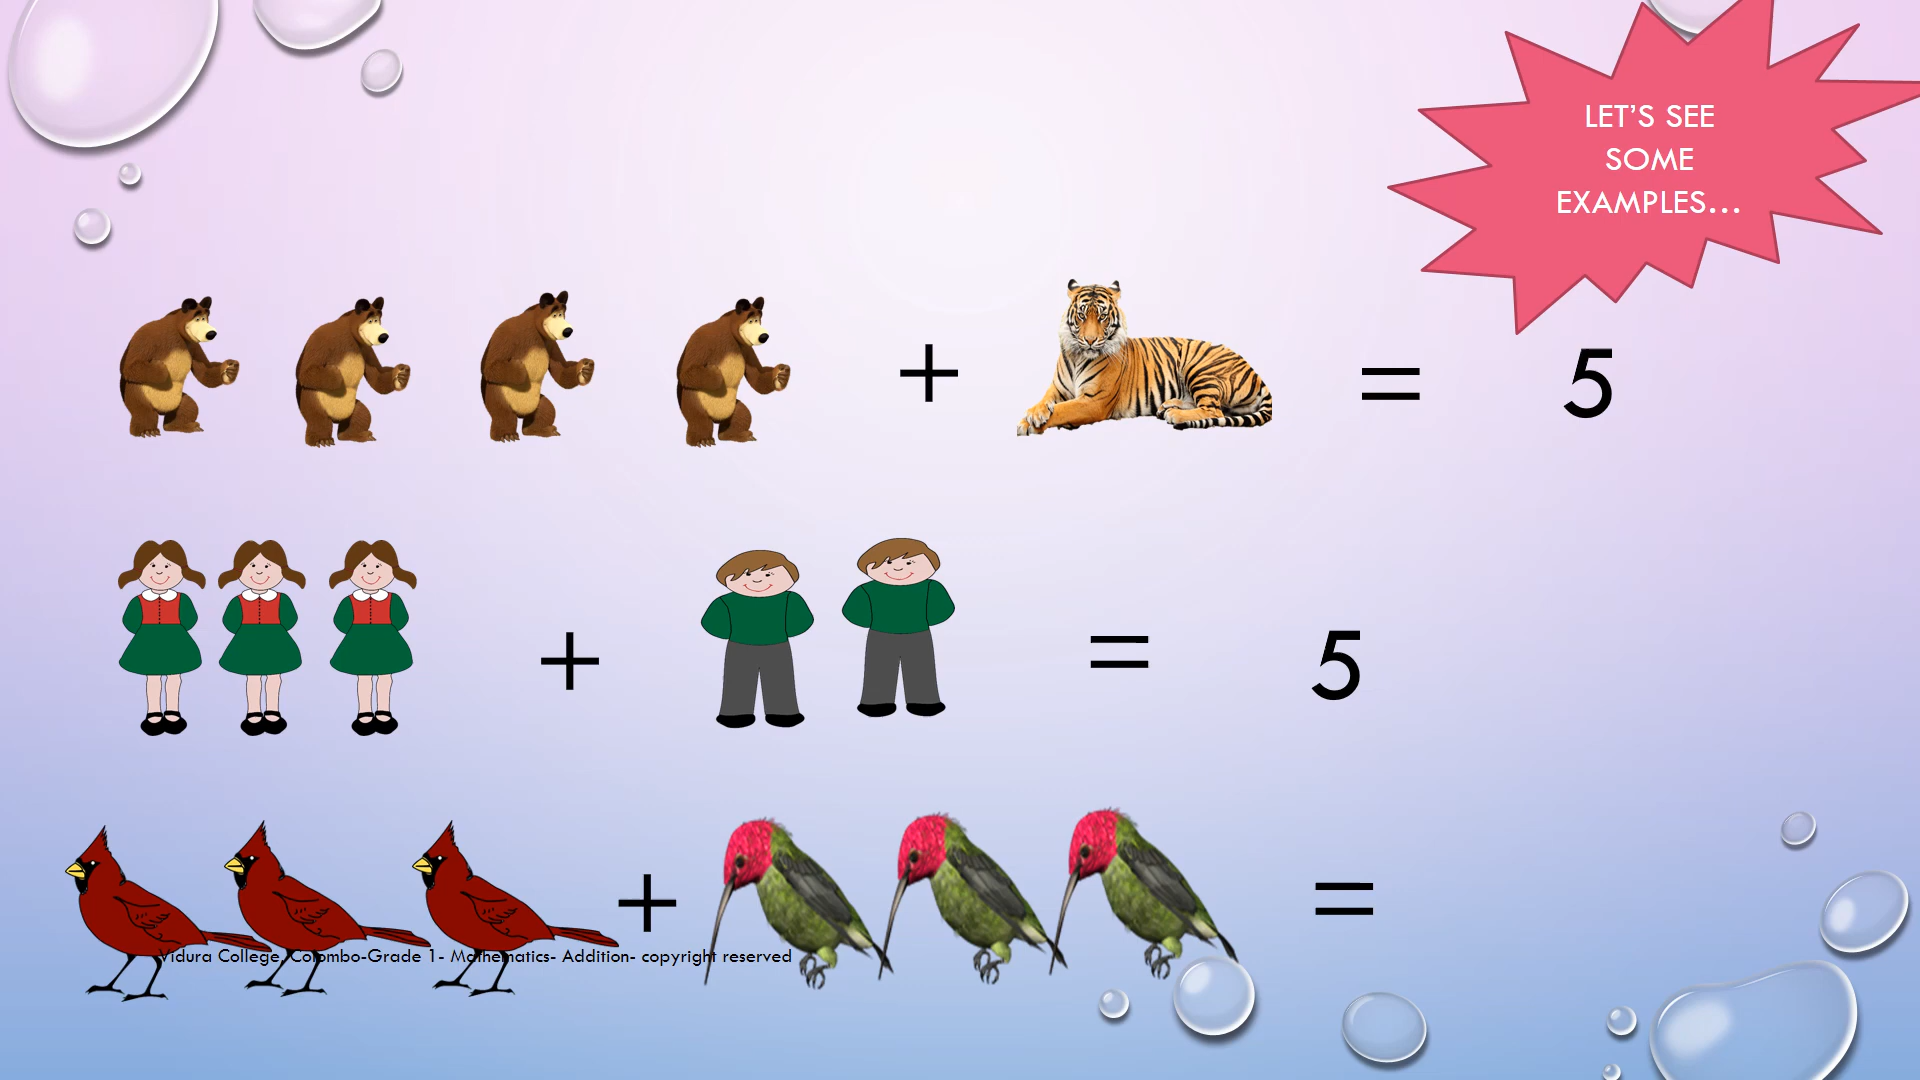 LET'S SEE
SOME
EXAMPLES...
+ = 5
+ = 5
+ =
Vidura College, Colombo-Grade 1- Mathematics- Addition- copyright reserved